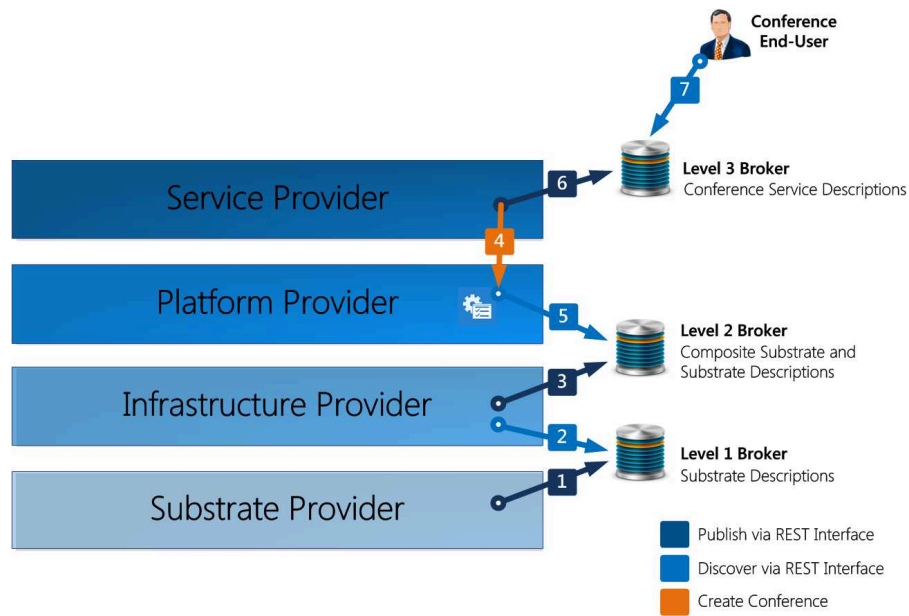 Conference
End-User
7
Level 3 Broker
Conference Service Descriptions
6
Service Provider
4
Platform Provider
5
Level 2 Broker
Composite Substrate and
Substrate Descriptions
3
Infrastructure Provider
2
Level 1 Broker
Substrate Descriptions
1
Substrate Provider
Publish via REST Interface
Discover via REST Interface
Create Conference